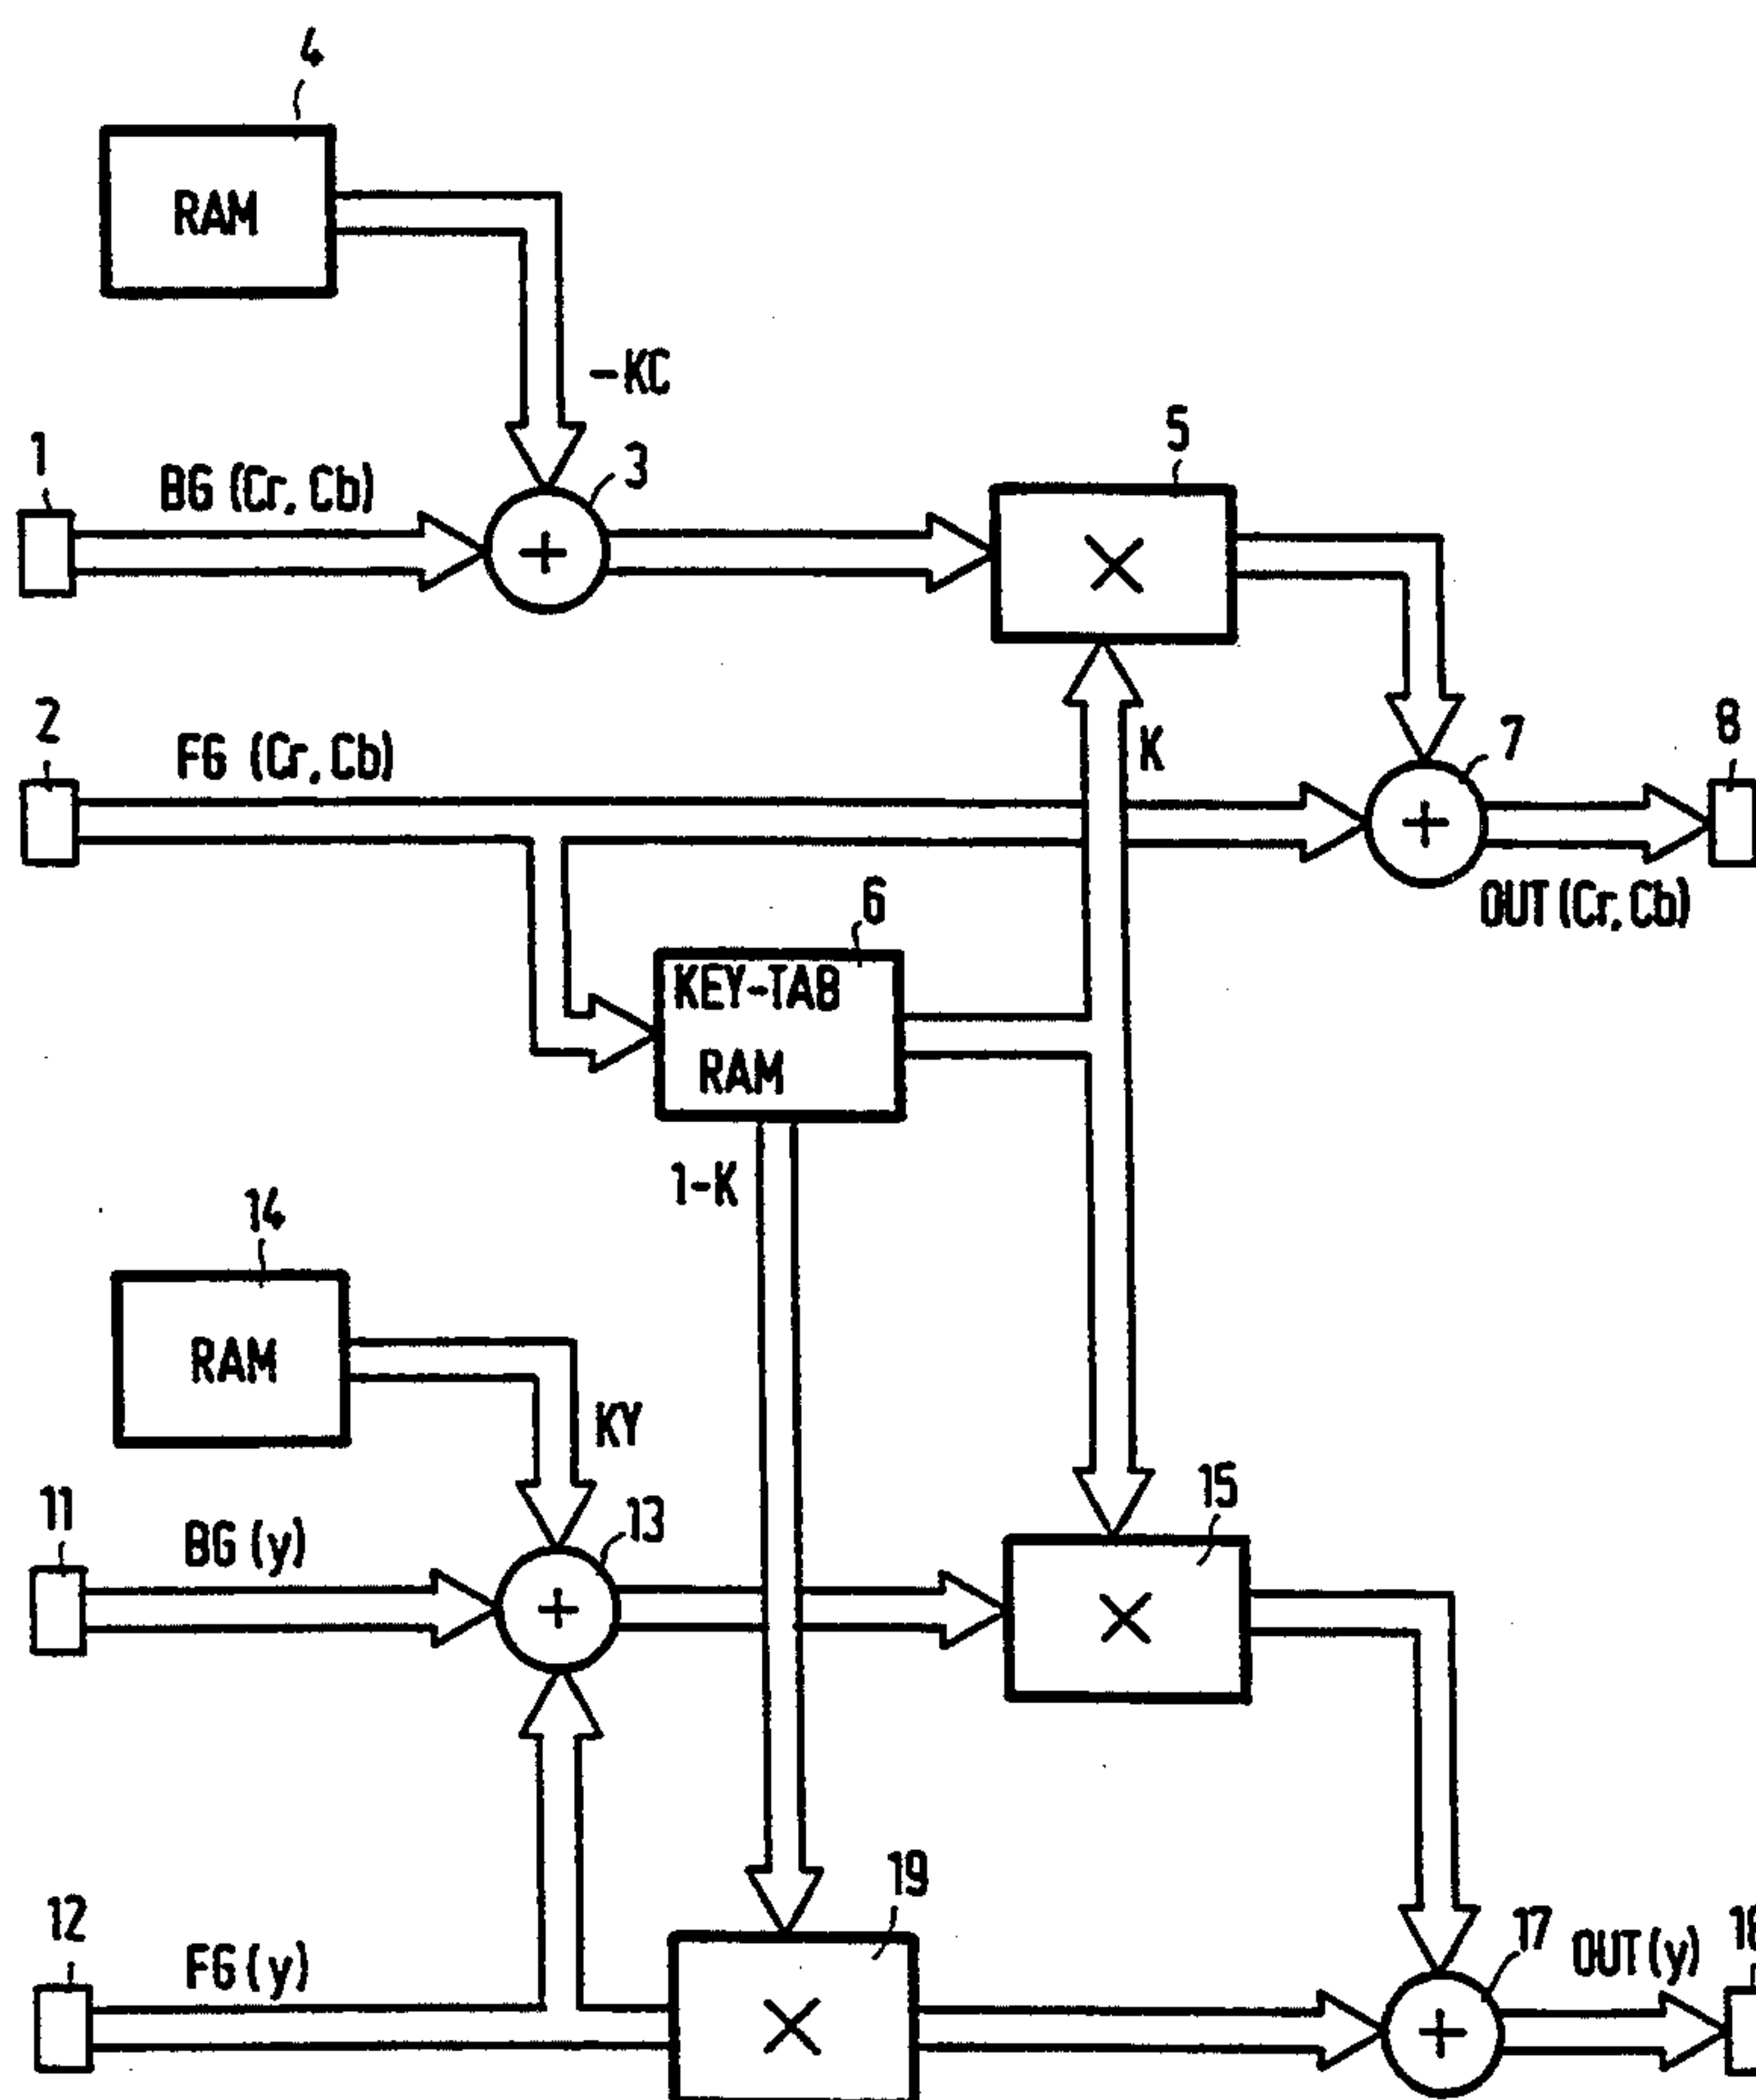 4
RAM
-KC
1
BG (Cr, Cb)
3
5
×
+
2
FG (Cr, Cb)
K
7
8
+
OUT (Cr, Cb)
6
KEY-TAB
RAM
1-K
14
RAM
KY
11
BG (y)
13
15
+
×
12
FG (y)
19
×
17
OUT (y)
+